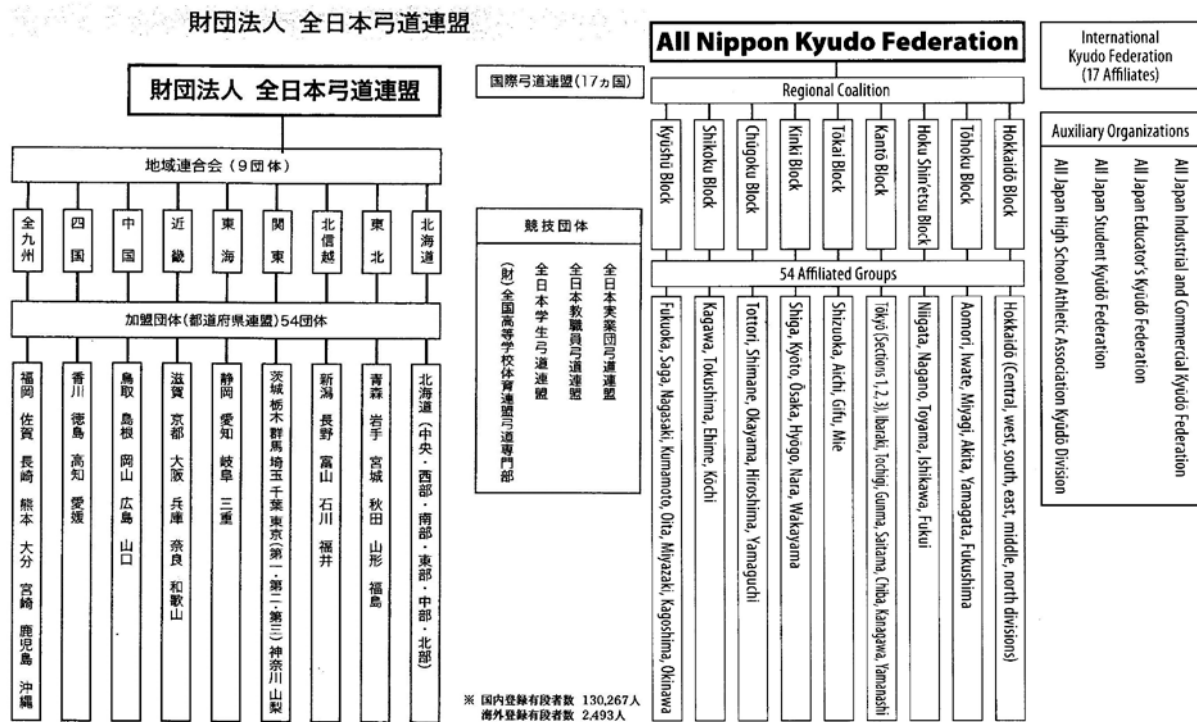 財団法人 全日本弓道連盟
財団法人 全日本弓道連盟
地域連合会(9団体)
全九州
四国
中国
近畿
東海
関東
北信越
東北
北海道
加盟団体(都道府県連盟)54団体
福岡 佐賀 長崎 熊本 大分 宮崎 鹿児島 沖縄
香川 徳島 高知 愛媛
鳥取 島根 岡山 広島 山口
滋賀 京都 大阪 兵庫 奈良 和歌山
静岡 愛知 岐阜 三重
茨城 栃木 群馬 埼玉 千葉 東京(第一・第二・第三) 神奈川 山梨
新潟 長野 富山 石川 福井
青森 岩手 宮城 秋田 山形 福島
北海道(中央・西部・南部・東部・中部・北部)
国際弓道連盟(17ヵ国)
競技団体
(財)全国高等学校体育連盟弓道専門部
全日本学生弓道連盟
全日本教職員弓道連盟
全日本実業団弓道連盟
※ 国内登録有段者数 130,267人
海外登録有段者数 2,493人
All Nippon Kyudo Federation
Regional Coalition
Kyūshū Block
Shikoku Block
Chūgoku Block
Kinki Block
Tōkai Block
Kantō Block
Hoku Shin'etsu Block
Tōhoku Block
Hokkaidō Block
54 Affiliated Groups
Fukuoka, Saga, Nagasaki, Kumamoto, Oita, Miyazaki, Kagoshima, Okinawa
Kagawa, Tokushima, Ehime, Kōchi
Tottori, Shimane, Okayama, Hiroshima, Yamaguchi
Shiga, Kyōto, Ōsaka, Hyōgo, Nara, Wakayama
Shizuoka, Aichi, Gifu, Mie
Tōkyō (Sections 1, 2, 3), Ibaraki, Tochigi, Gunma, Saitama, Chiba, Kanagawa, Yamanashi
Niigata, Nagano, Toyama, Ishikawa, Fukui
Aomori, Iwate, Miyagi, Akita, Yamagata, Fukushima
Hokkaidō (Central, west, south, east, middle, north divisions)
International
Kyudo Federation
(17 Affiliates)
Auxiliary Organizations
All Japan High School Athletic Association Kyūdō Division
All Japan Student Kyūdō Federation
All Japan Educator's Kyūdō Federation
All Japan Industrial and Commercial Kyūdō Federation